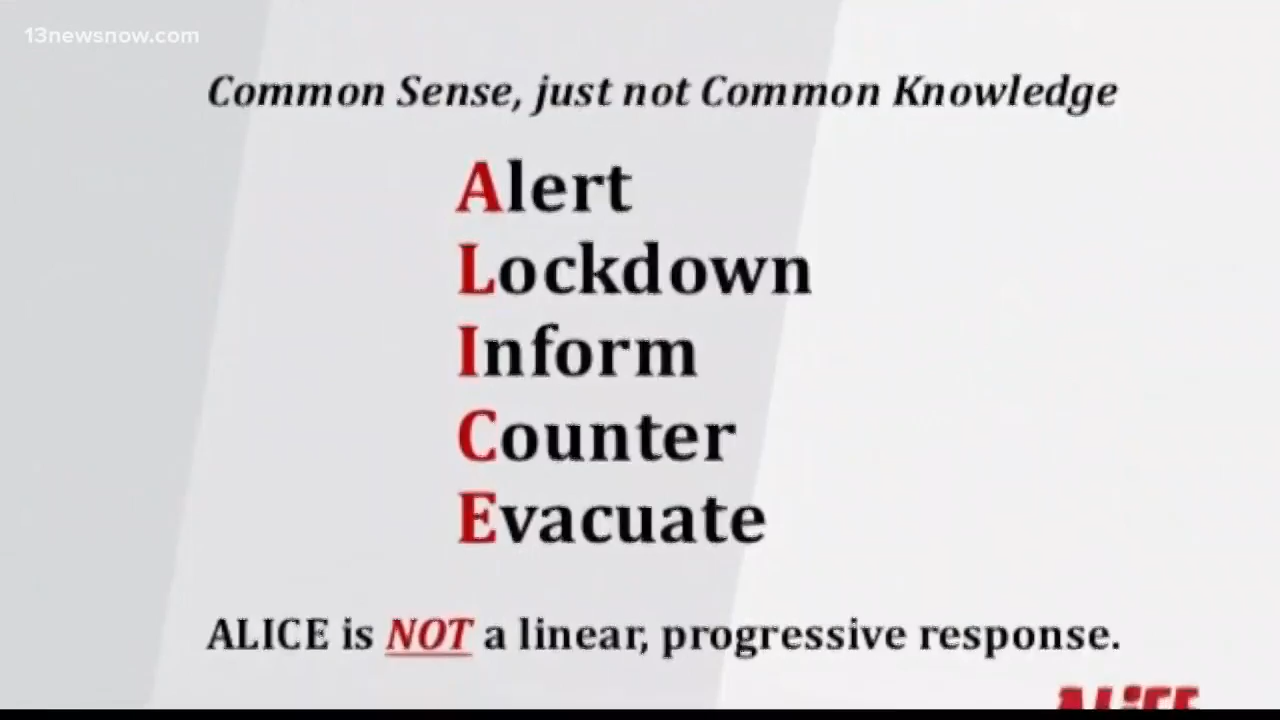 13newsnow.com
Common Sense, just not Common Knowledge
Alert
Lockdown
Inform
Counter
Evacuate
ALICE is NOT a linear, progressive response.
ALiCE